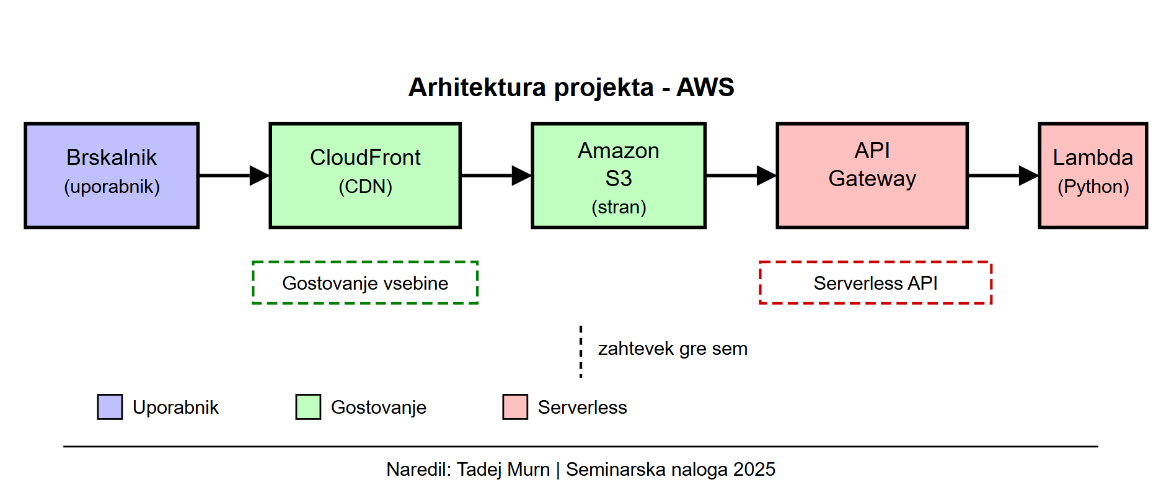 Arhitektura projekta - AWS
Brskalnik
(uporabnik)
CloudFront
(CDN)
Amazon
S3
(stran)
API
Gateway
Lambda
(Python)
Gostovanje vsebine
Serverless API
zahtevek gre sem
Uporabnik
Gostovanje
Serverless
Naredil: Tadej Murn | Seminarska naloga 2025